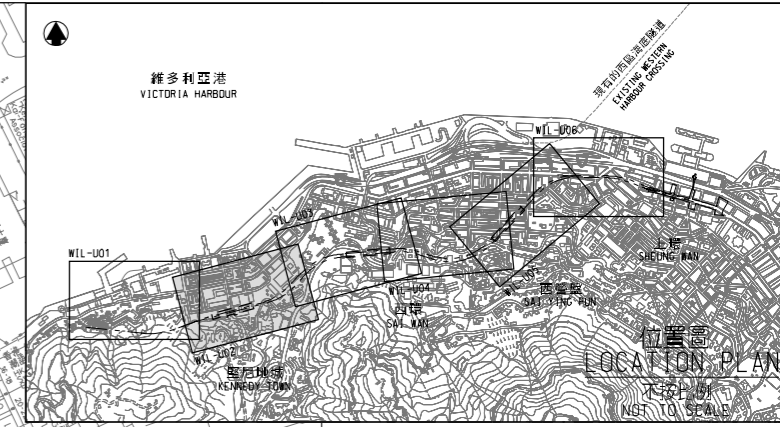 維多利亞港
VICTORIA HARBOUR
現有的西區海底隧道
EXISTING WESTERN
HARBOUR CROSSING
WIL-U06
WIL-U03
WIL-U01
上環
SHEUNG WAN
WIL-U05
WIL-U04
西營盤
SAI YING PUN
西環
SAI WAN
WIL-U02
堅尼地城
KENNEDY TOWN
位置圖
LOCATION PLAN
不按比例
NOT TO SCALE